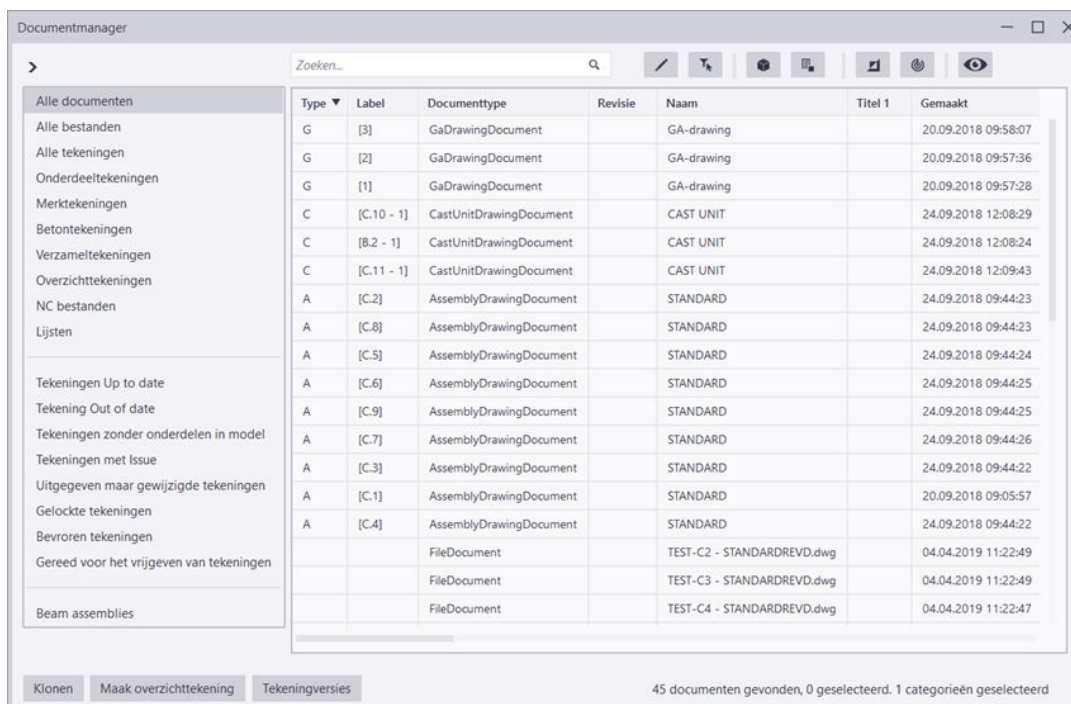 Documentmanager
Zoeken...
Alle documenten
Alle bestanden
Alle tekeningen
Onderdeeltekeningen
Merktekeningen
Betontekeningen
Verzameltekeningen
Overzichttekeningen
NC bestanden
Lijsten
Tekeningen Up to date
Tekening Out of date
Tekeningen zonder onderdelen in model
Tekeningen met Issue
Uitgegeven maar gewijzigde tekeningen
Gelockte tekeningen
Bevroren tekeningen
Gereed voor het vrijgeven van tekeningen
Beam assemblies
Type Label Documenttype Revisie Naam Titel 1 Gemaakt
G [3] GaDrawingDocument GA-drawing 20.09.2018 09:58:07
G [2] GaDrawingDocument GA-drawing 20.09.2018 09:57:36
G [1] GaDrawingDocument GA-drawing 20.09.2018 09:57:28
C [C.10 - 1] CastUnitDrawingDocument CAST UNIT 24.09.2018 12:08:29
C [B.2 - 1] CastUnitDrawingDocument CAST UNIT 24.09.2018 12:08:24
C [C.11 - 1] CastUnitDrawingDocument CAST UNIT 24.09.2018 12:09:43
A [C.2] AssemblyDrawingDocument STANDARD 24.09.2018 09:44:23
A [C.8] AssemblyDrawingDocument STANDARD 24.09.2018 09:44:23
A [C.5] AssemblyDrawingDocument STANDARD 24.09.2018 09:44:24
A [C.6] AssemblyDrawingDocument STANDARD 24.09.2018 09:44:25
A [C.9] AssemblyDrawingDocument STANDARD 24.09.2018 09:44:25
A [C.7] AssemblyDrawingDocument STANDARD 24.09.2018 09:44:26
A [C.3] AssemblyDrawingDocument STANDARD 24.09.2018 09:44:22
A [C.1] AssemblyDrawingDocument STANDARD 20.09.2018 09:05:57
A [C.4] AssemblyDrawingDocument STANDARD 24.09.2018 09:44:22
FileDocument TEST-C2 - STANDARDREVD.dwg 04.04.2019 11:22:49
FileDocument TEST-C3 - STANDARDREVD.dwg 04.04.2019 11:22:49
FileDocument TEST-C4 - STANDARDREVD.dwg 04.04.2019 11:22:47
Klonen Maak overzichttekening Tekeningversies 45 documenten gevonden, 0 geselecteerd. 1 categorieën geselecteerd